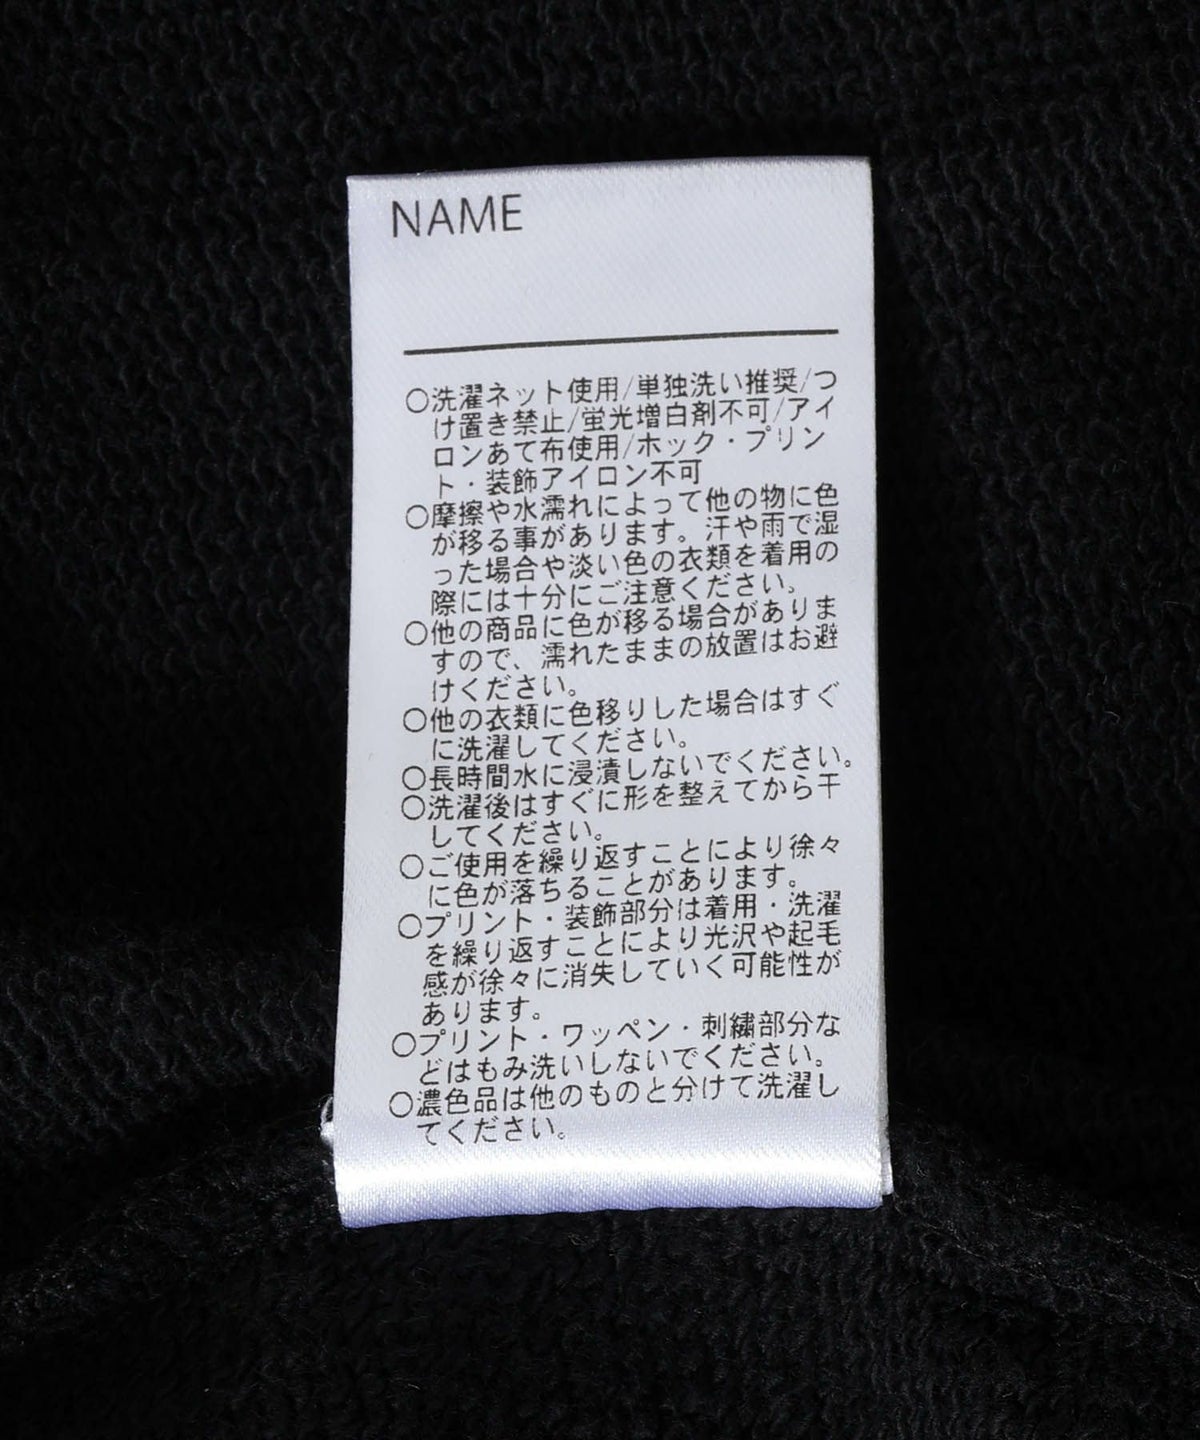 NAME
○洗濯ネット使用/単独洗い推奨/つ
け置き禁止/蛍光増白剤不可/アイ
ロンあて布使用/ホック・プリン
ト・装飾アイロン不可
○摩擦や水濡れによって他の物に色
が移る事があります。汗や雨で湿
った場合や淡い色の衣類を着用の
際には十分にご注意ください。
○他の商品に色が移る場合がありま
すので、濡れたままの放置はお避
けください。
○他の衣類に色移りした場合はすぐ
に洗濯してください。
○長時間水に浸漬しないでください。
○洗濯後はすぐに形を整えてから干
してください。
○ご使用を繰り返すことにより徐々
に色が落ちることがあります。
○プリント・装飾部分は着用・洗濯
を繰り返すことにより光沢や起毛
感が徐々に消失していく可能性が
あります。
○プリント・ワッペン・刺繍部分な
どはもみ洗いしないでください。
○濃色品は他のものと分けて洗濯し
てください。